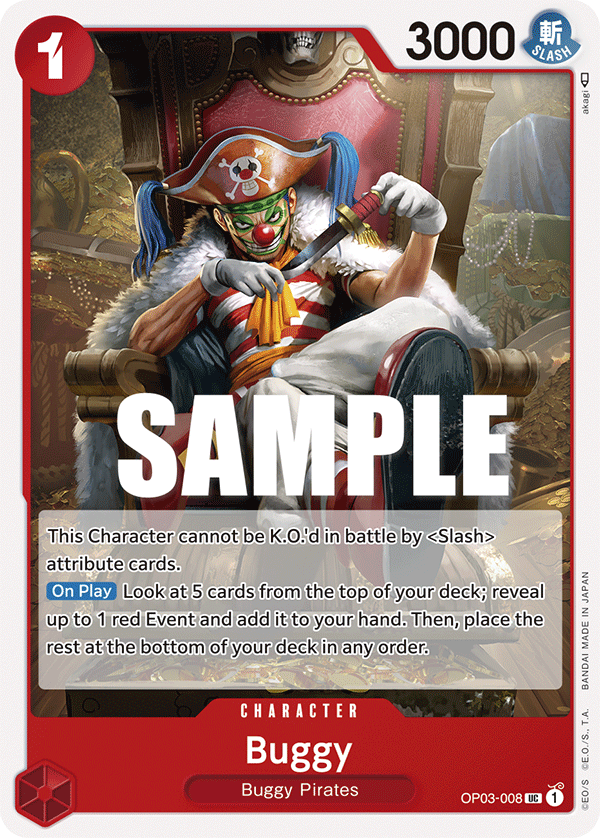 1
3000
斬
SLASH
akagi
SAMPLE
This Character cannot be K.O.'d in battle by <Slash>
attribute cards.
On Play Look at 5 cards from the top of your deck; reveal
up to 1 red Event and add it to your hand. Then, place the
rest at the bottom of your deck in any order.
CHARACTER
Buggy
Buggy Pirates
OP03-008 UC 1
©EO/S ©E.O./S., T.A. BANDAI MADE IN JAPAN